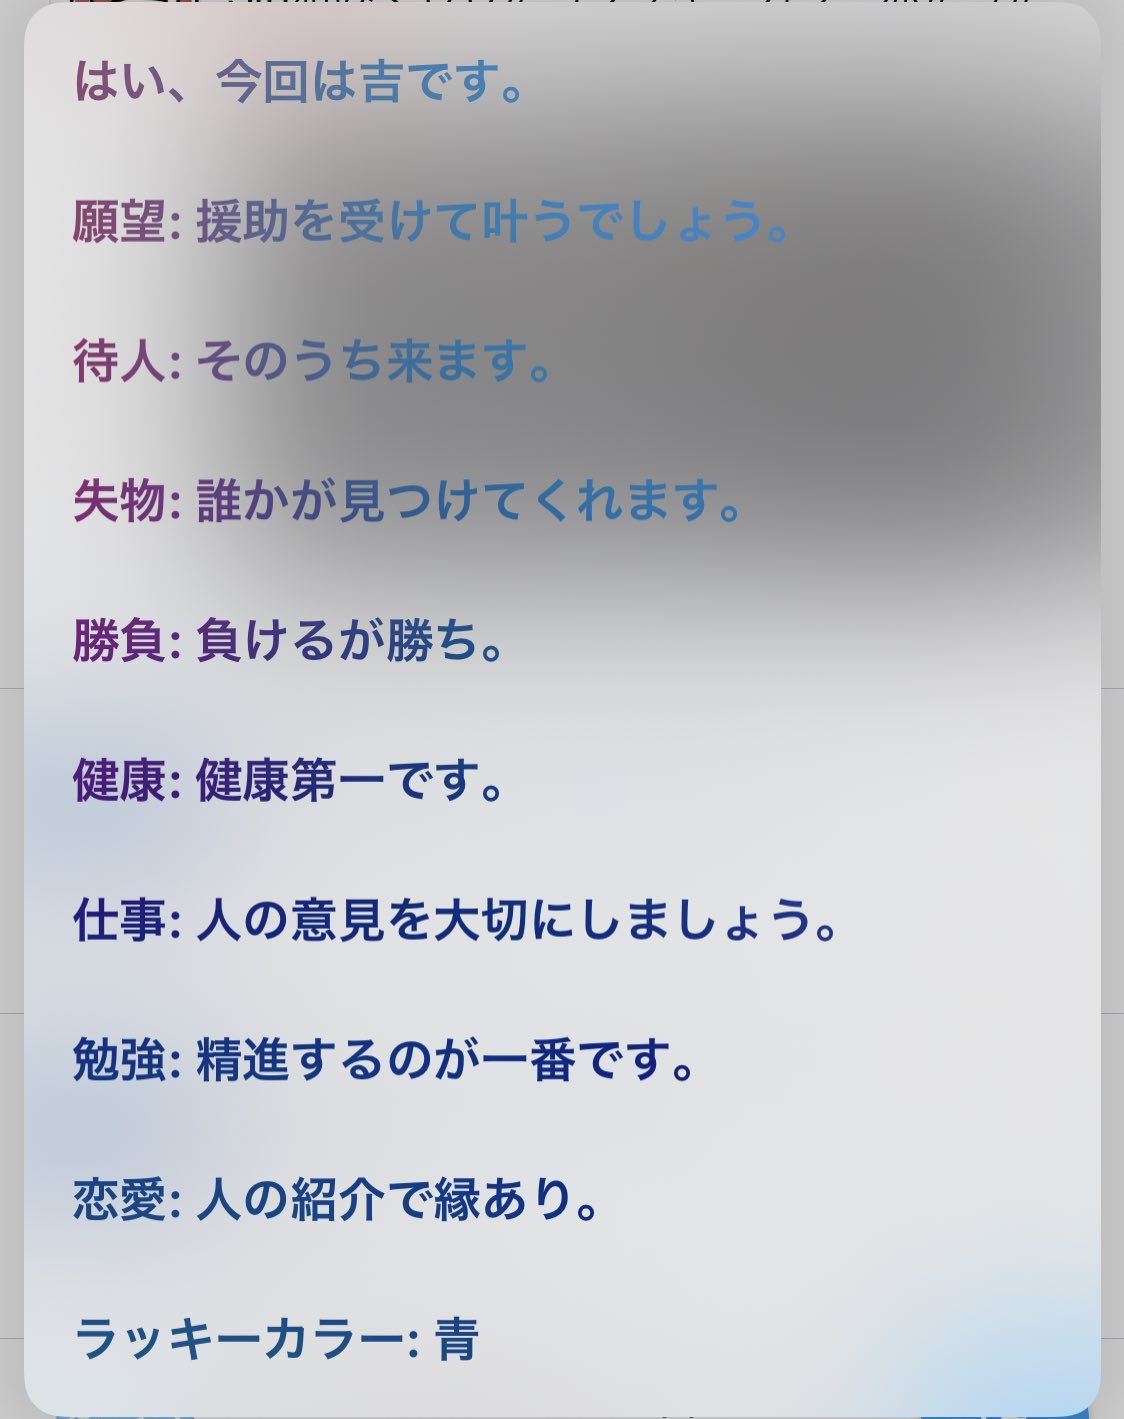 はい、今回は吉です。
願望: 援助を受けて叶うでしょう。
待人: そのうち来ます。
失物: 誰かが見つけてくれます。
勝負: 負けるが勝ち。
健康: 健康第一です。
仕事: 人の意見を大切にしましょう。
勉強: 精進するのが一番です。
恋愛: 人の紹介で縁あり。
ラッキーカラー: 青